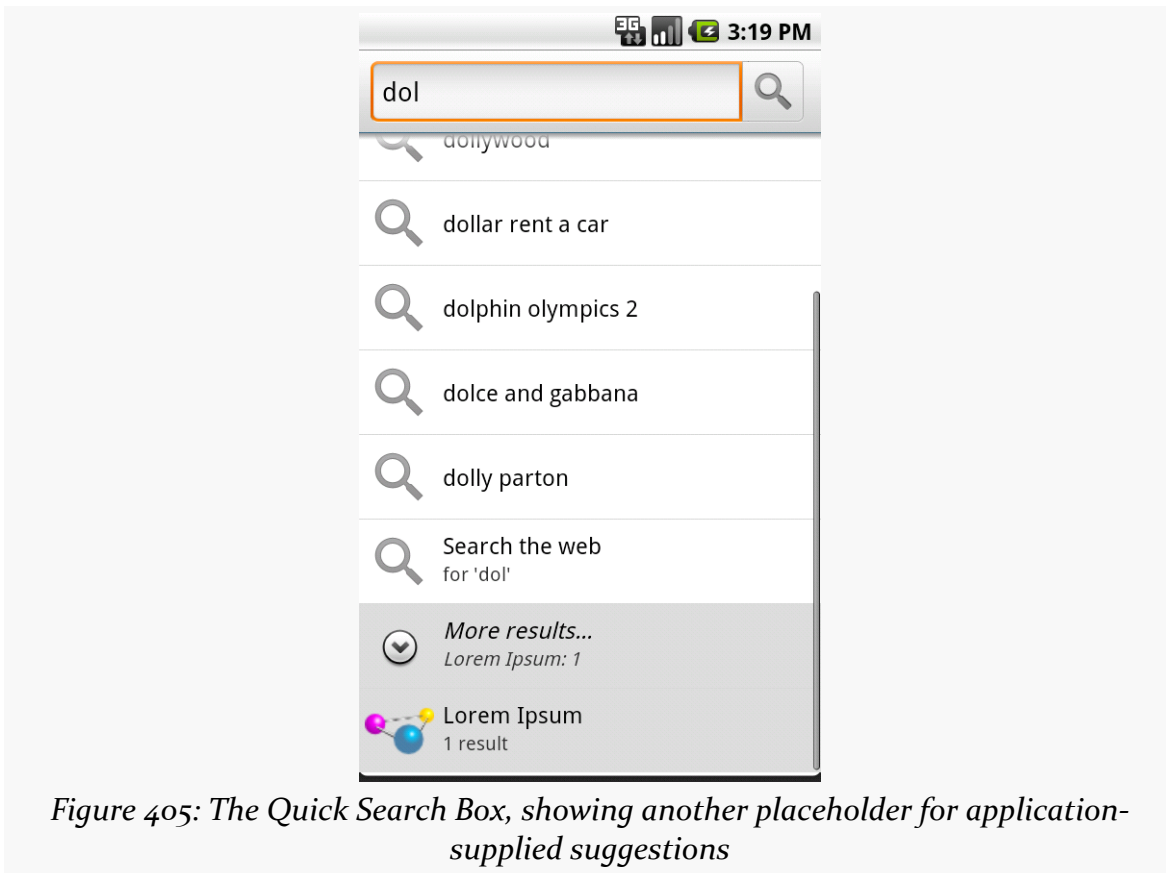 3G 3:19 PM
dol
dollywood
dollar rent a car
dolphin olympics 2
dolce and gabbana
dolly parton
Search the web
for 'dol'
More results...
Lorem Ipsum: 1
Lorem Ipsum
1 result
Figure 405: The Quick Search Box, showing another placeholder for application-
supplied suggestions